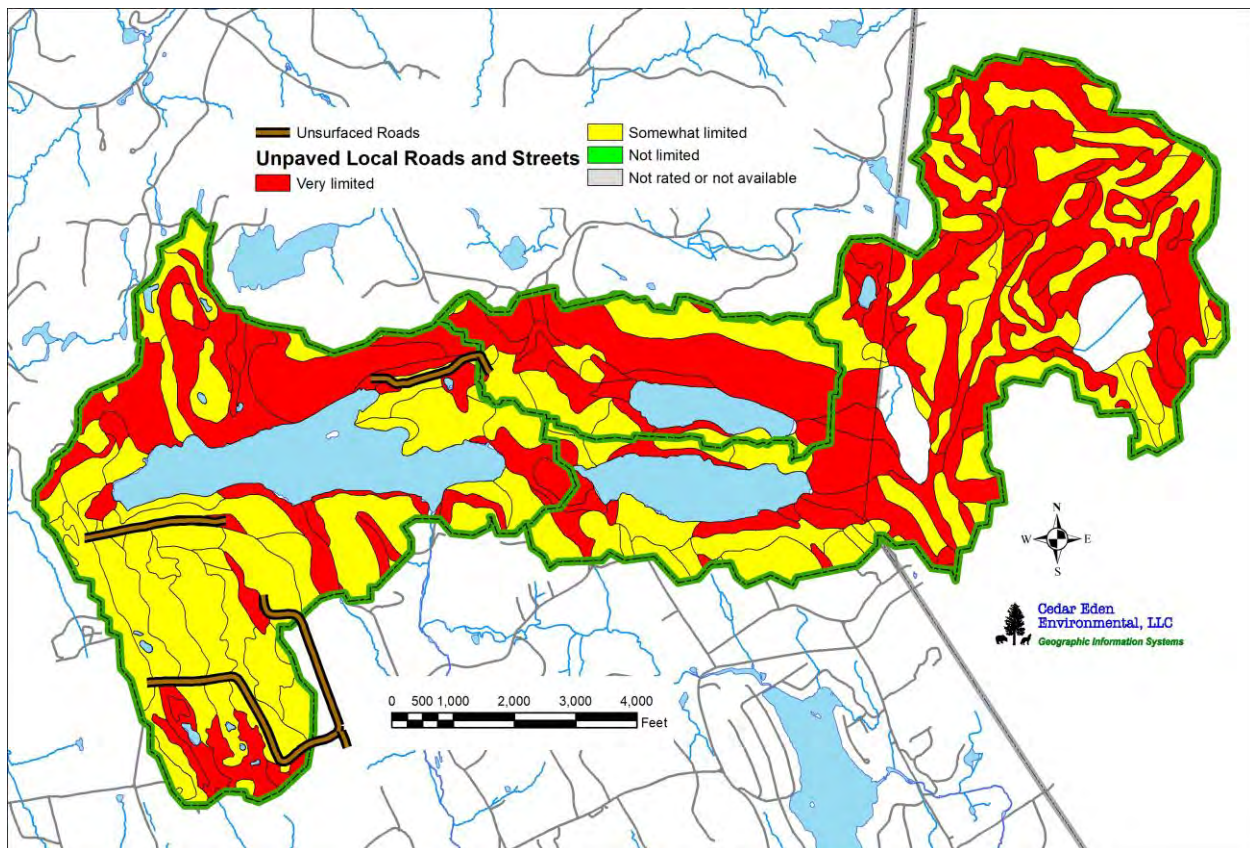 Unsurfaced Roads
Unpaved Local Roads and Streets
Very limited
Somewhat limited
Not limited
Not rated or not available
N
W E
S
Cedar Eden
Environmental, LLC
Geographic Information Systems
0 500 1,000 2,000 3,000 4,000
Feet